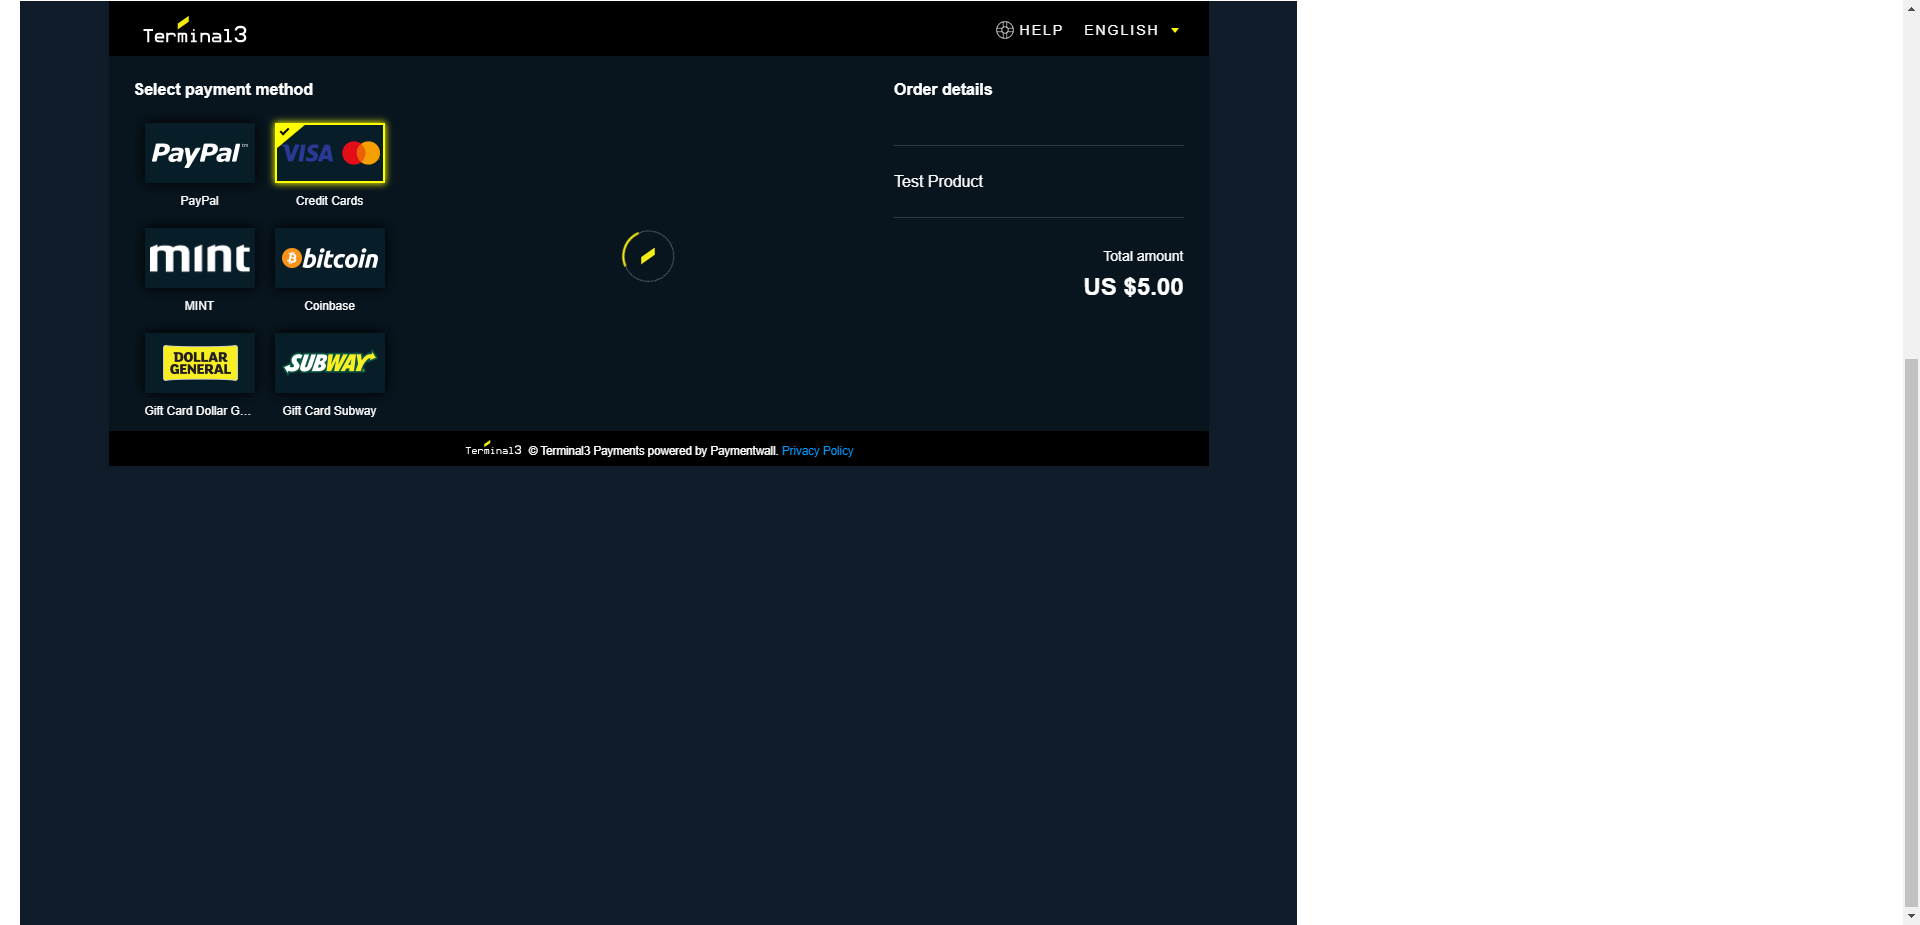 Terminal3
HELP ENGLISH
Select payment method
Order details
PayPal™
VISA
PayPal
Credit Cards
Test Product
mint
bitcoin
MINT
Coinbase
Total amount
US $5.00
DOLLAR
GENERAL
SUBWAY
Gift Card Dollar G...
Gift Card Subway
Terminal3 © Terminal3 Payments powered by Paymentwall. Privacy Policy